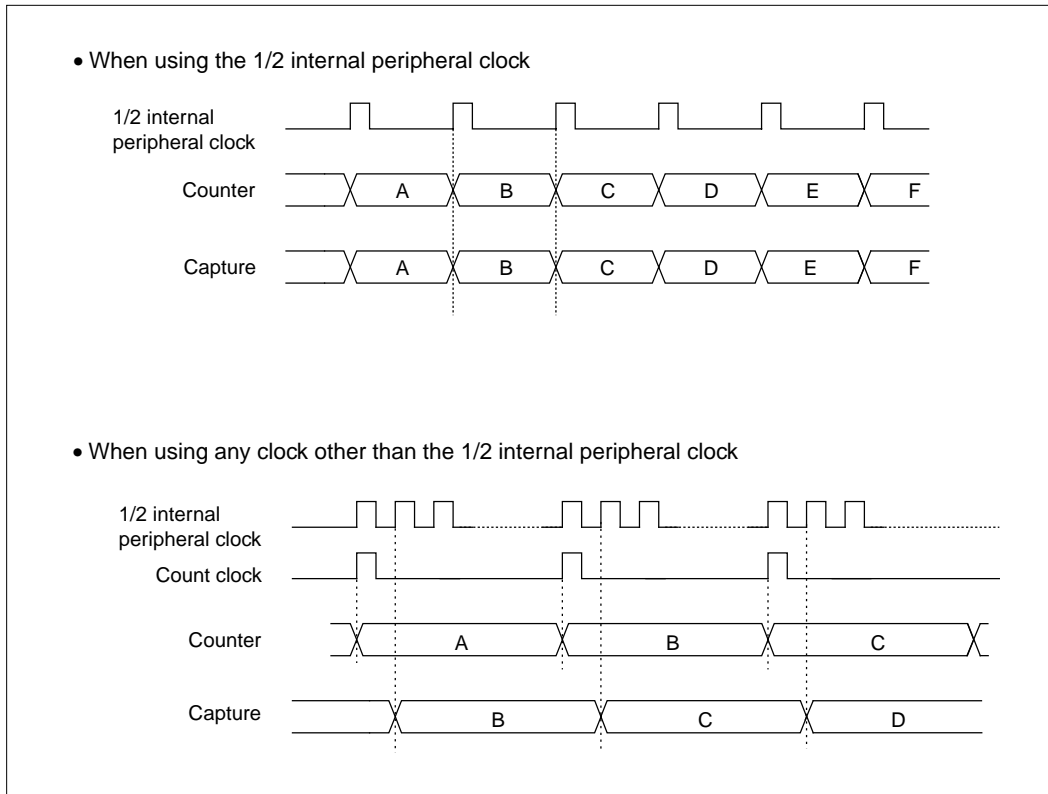 • When using the 1/2 internal peripheral clock
1/2 internal
peripheral clock
Counter A B C D E F
Capture A B C D E F
• When using any clock other than the 1/2 internal peripheral clock
1/2 internal
peripheral clock
Count clock
Counter A B C
Capture B C D